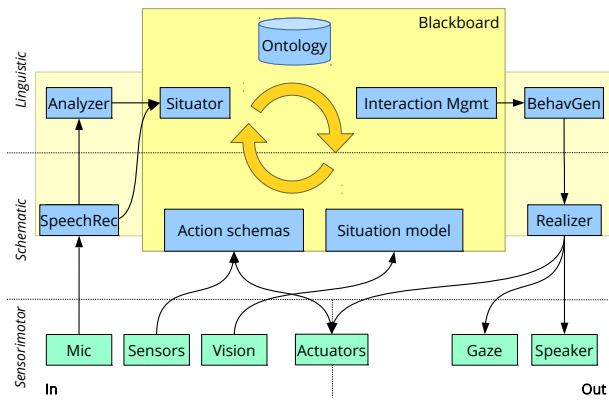 Blackboard
Ontology
Linguistic
Analyzer
Situator
Interaction Mgmt
BehavGen
Schematic
SpeechRec
Action schemas
Situation model
Realizer
Sensorimotor
Mic
Sensors
Vision
Actuators
Gaze
Speaker
In
Out